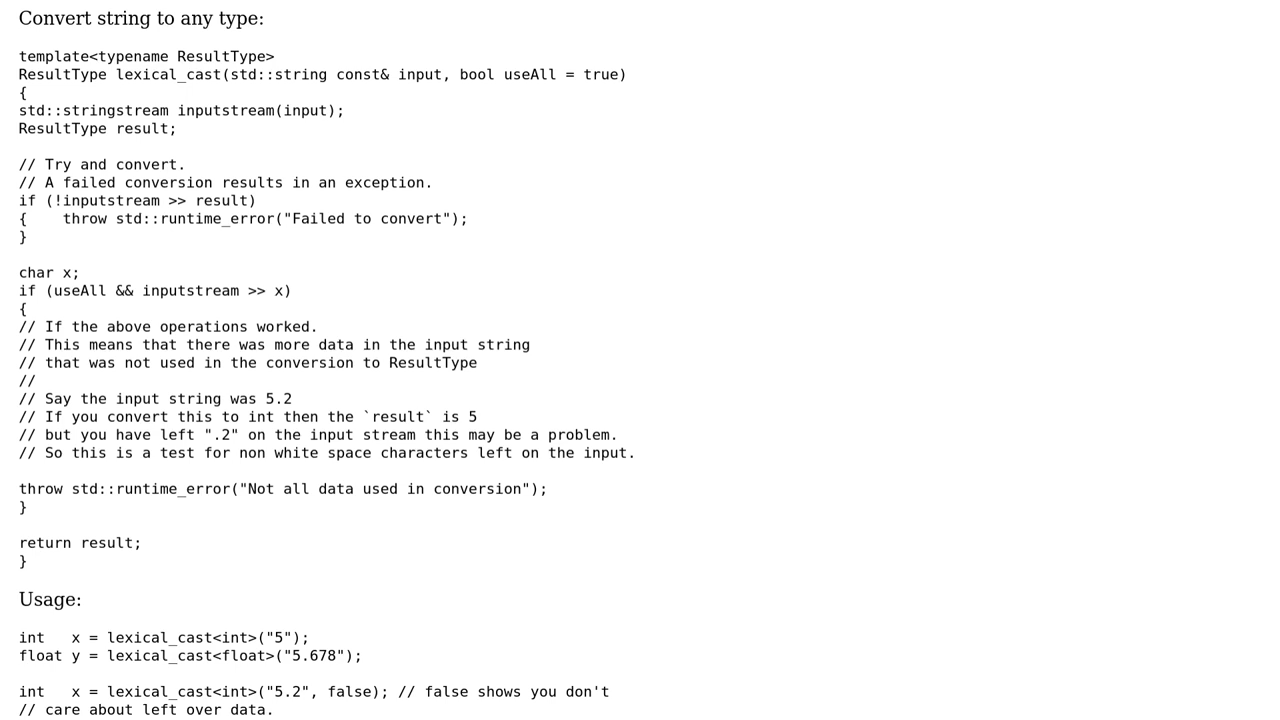 Convert string to any type:
template<typename ResultType>
ResultType lexical_cast(std::string const& input, bool useAll = true)
{
std::stringstream inputstream(input);
ResultType result;
// Try and convert.
// A failed conversion results in an exception.
if (!inputstream >> result)
{    throw std::runtime_error("Failed to convert");
}
char x;
if (useAll && inputstream >> x)
{
// If the above operations worked.
// This means that there was more data in the input string
// that was not used in the conversion to ResultType
//
// Say the input string was 5.2
// If you convert this to int then the `result` is 5
// but you have left ".2" on the input stream this may be a problem.
// So this is a test for non white space characters left on the input.
throw std::runtime_error("Not all data used in conversion");
}
return result;
}
Usage:
int   x = lexical_cast<int>("5");
float y = lexical_cast<float>("5.678");
int   x = lexical_cast<int>("5.2", false); // false shows you don't
// care about left over data.